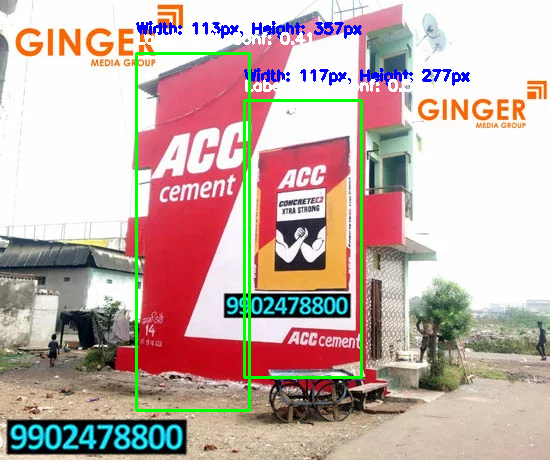 GINGER
MEDIA GROUP
Width: 113px, Height: 357px
Width: 117px, Height: 277px
GINGER
MEDIA GROUP
ACC
cement
ACC
CONCRETE+
XTRA STRONG
9902478800
14
ACC cement
9902478800